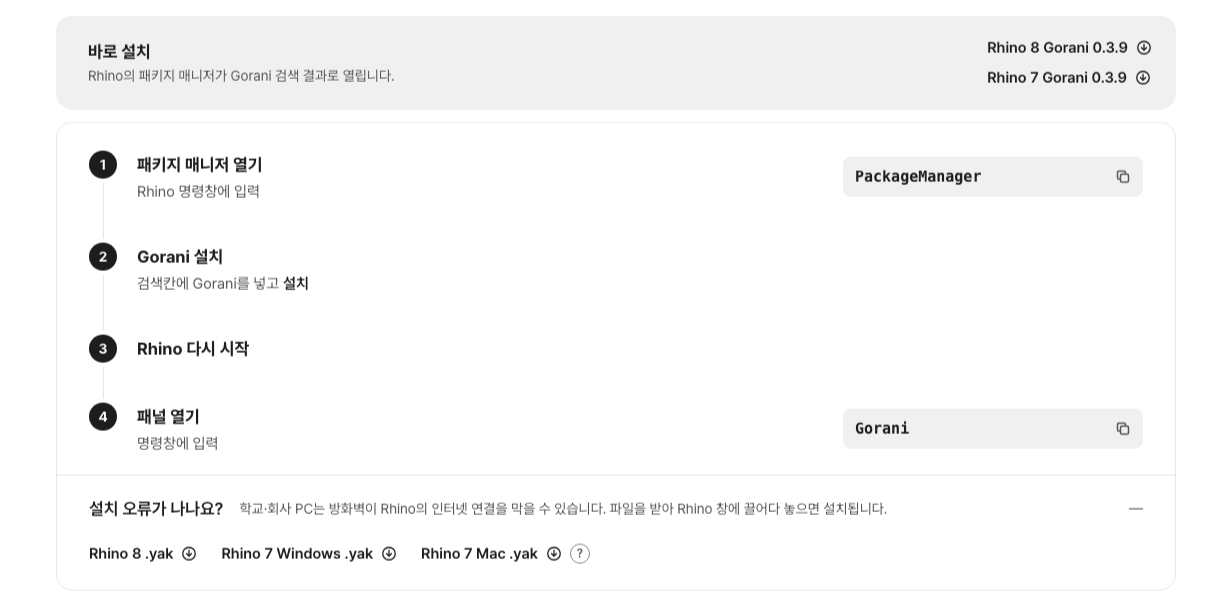 바로 설치
Rhino의 패키지 매니저가 Gorani 검색 결과로 열립니다.
Rhino 8 Gorani 0.3.9
Rhino 7 Gorani 0.3.9
1
패키지 매니저 열기
Rhino 명령창에 입력
PackageManager
2
Gorani 설치
검색칸에 Gorani를 넣고 설치
3
Rhino 다시 시작
4
패널 열기
명령창에 입력
Gorani
설치 오류가 나나요? 학교·회사 PC는 방화벽이 Rhino의 인터넷 연결을 막을 수 있습니다. 파일을 받아 Rhino 창에 끌어다 놓으면 설치됩니다.
Rhino 8 .yak Rhino 7 Windows .yak Rhino 7 Mac .yak ?